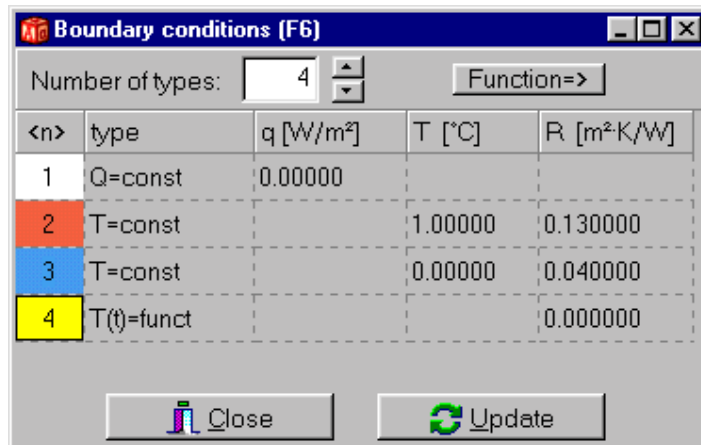 Boundary conditions (F6)
Number of types: 4 Function=>
<n> type q [W/m²] T [°C] R [m²·K/W]
1 Q=const 0.00000
2 T=const 1.00000 0.130000
3 T=const 0.00000 0.040000
4 T(t)=funct 0.000000
Close Update